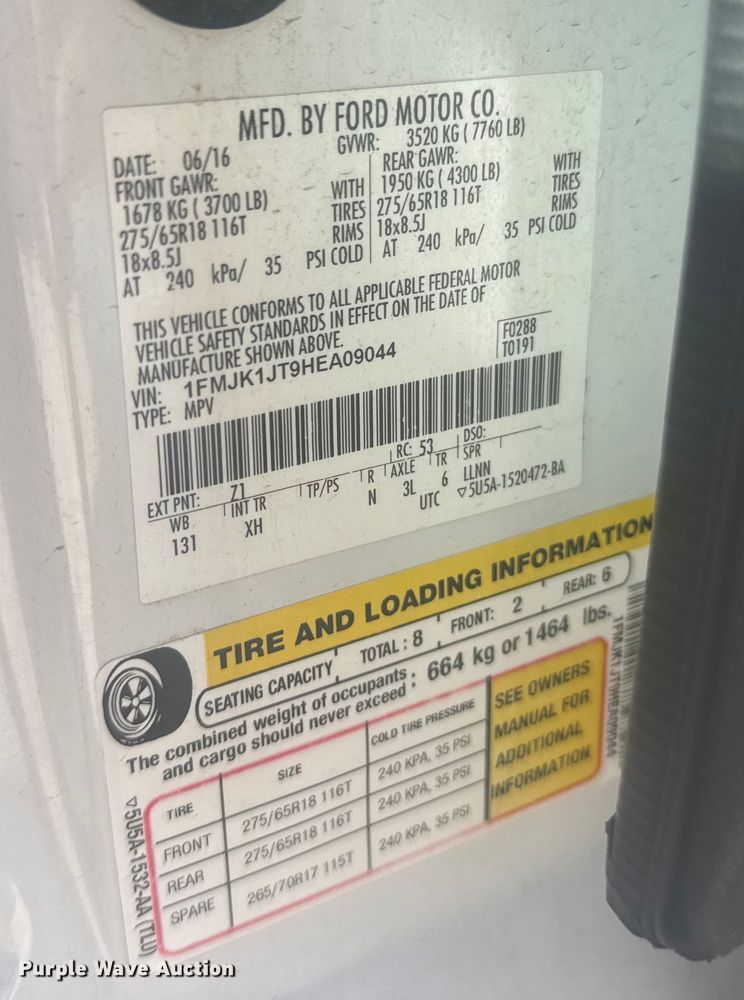 MFD. BY FORD MOTOR CO.
DATE: 06/16 GVWR: 3520 KG ( 7760 LB)
FRONT GAWR: WITH REAR GAWR: WITH
1678 KG ( 3700 LB) TIRES 1950 KG ( 4300 LB) TIRES
275/65R18 116T RIMS 275/65R18 116T RIMS
18x8.5J PSI COLD 18x8.5J PSI COLD
AT 240 kPa/ 35 AT 240 kPa/ 35
THIS VEHICLE CONFORMS TO ALL APPLICABLE FEDERAL MOTOR
VEHICLE SAFETY STANDARDS IN EFFECT ON THE DATE OF
MANUFACTURE SHOWN ABOVE.
F0288
T0191
VIN: 1FMJK1JT9HEA09044
TYPE: MPV
EXT PNT: Z1 RC: 53 DSO:
WB INT TR TP/PS R AXLE TR SPR
131 XH N 3L 6 LLNN
UTC ▽5U5A-1520472-BA
TIRE AND LOADING INFORMATION
SEATING CAPACITY TOTAL : 8 FRONT: 2 REAR: 6
The combined weight of occupants and cargo should never exceed : 664 kg or 1464 lbs.
TIRE SIZE COLD TIRE PRESSURE
FRONT 275/65R18 116T 240 KPA, 35 PSI
REAR 275/65R18 116T 240 KPA, 35 PSI
SPARE 265/70R17 115T 240 KPA, 35 PSI
SEE OWNERS
MANUAL FOR
ADDITIONAL
INFORMATION
1FMJK1JT9HEA09044
▽5U5A-1532-AA (TLU)
Purple Wave Auction